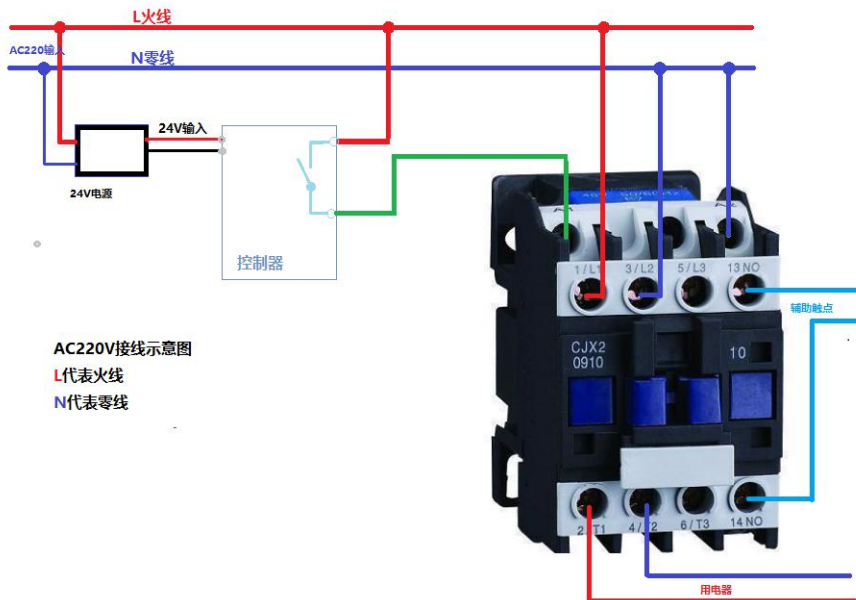 L火线
AC220输入
N零线
24V输入
24V电源
控制器
A1
A2
1/L1
3/L2
5/L3
13 NO
辅助触点
CJX2
0910
10
AC220V接线示意图
L代表火线
N代表零线
4/T2
6/T3
14 NO
用电器